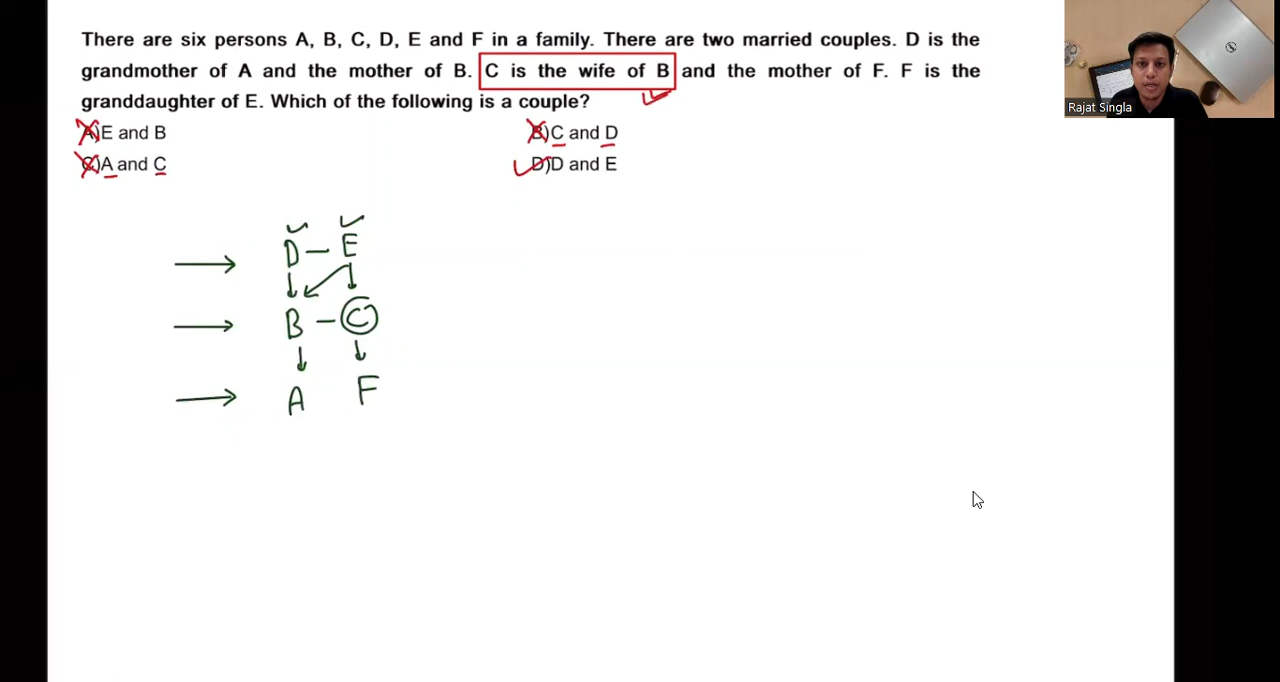 There are six persons A, B, C, D, E and F in a family. There are two married couples. D is the
grandmother of A and the mother of B. C is the wife of B and the mother of F. F is the
granddaughter of E. Which of the following is a couple?
A)E and B
B)C and D
C)A and C
D)D and E
D – E
B – C
A F
Rajat Singla